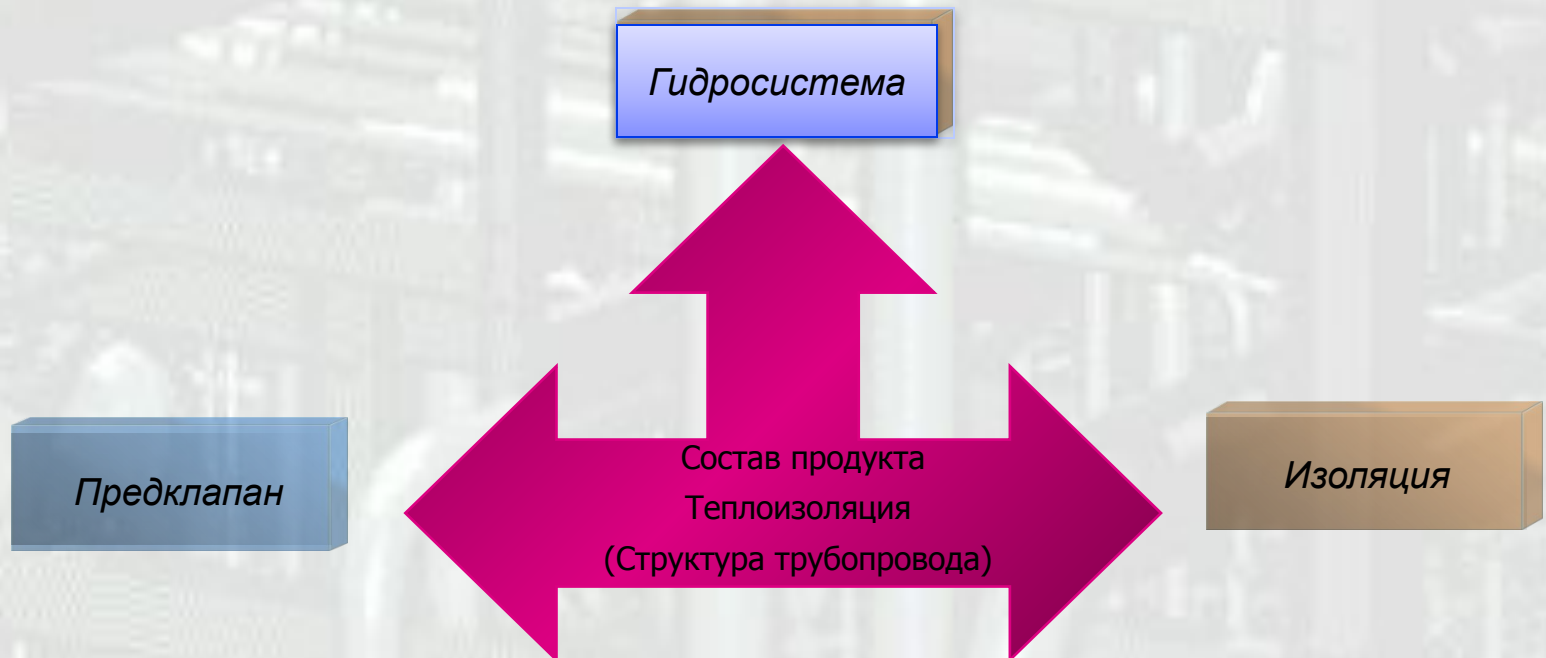 Гидросистема
Предклапан
Состав продукта
Теплоизоляция
(Структура трубопровода)
Изоляция